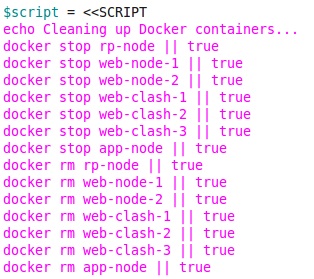 $script = <<SCRIPT
echo Cleaning up Docker containers...
docker stop rp-node || true
docker stop web-node-1 || true
docker stop web-node-2 || true
docker stop web-clash-1 || true
docker stop web-clash-2 || true
docker stop web-clash-3 || true
docker stop app-node || true
docker rm rp-node || true
docker rm web-node-1 || true
docker rm web-node-2 || true
docker rm web-clash-1 || true
docker rm web-clash-2 || true
docker rm web-clash-3 || true
docker rm app-node || true